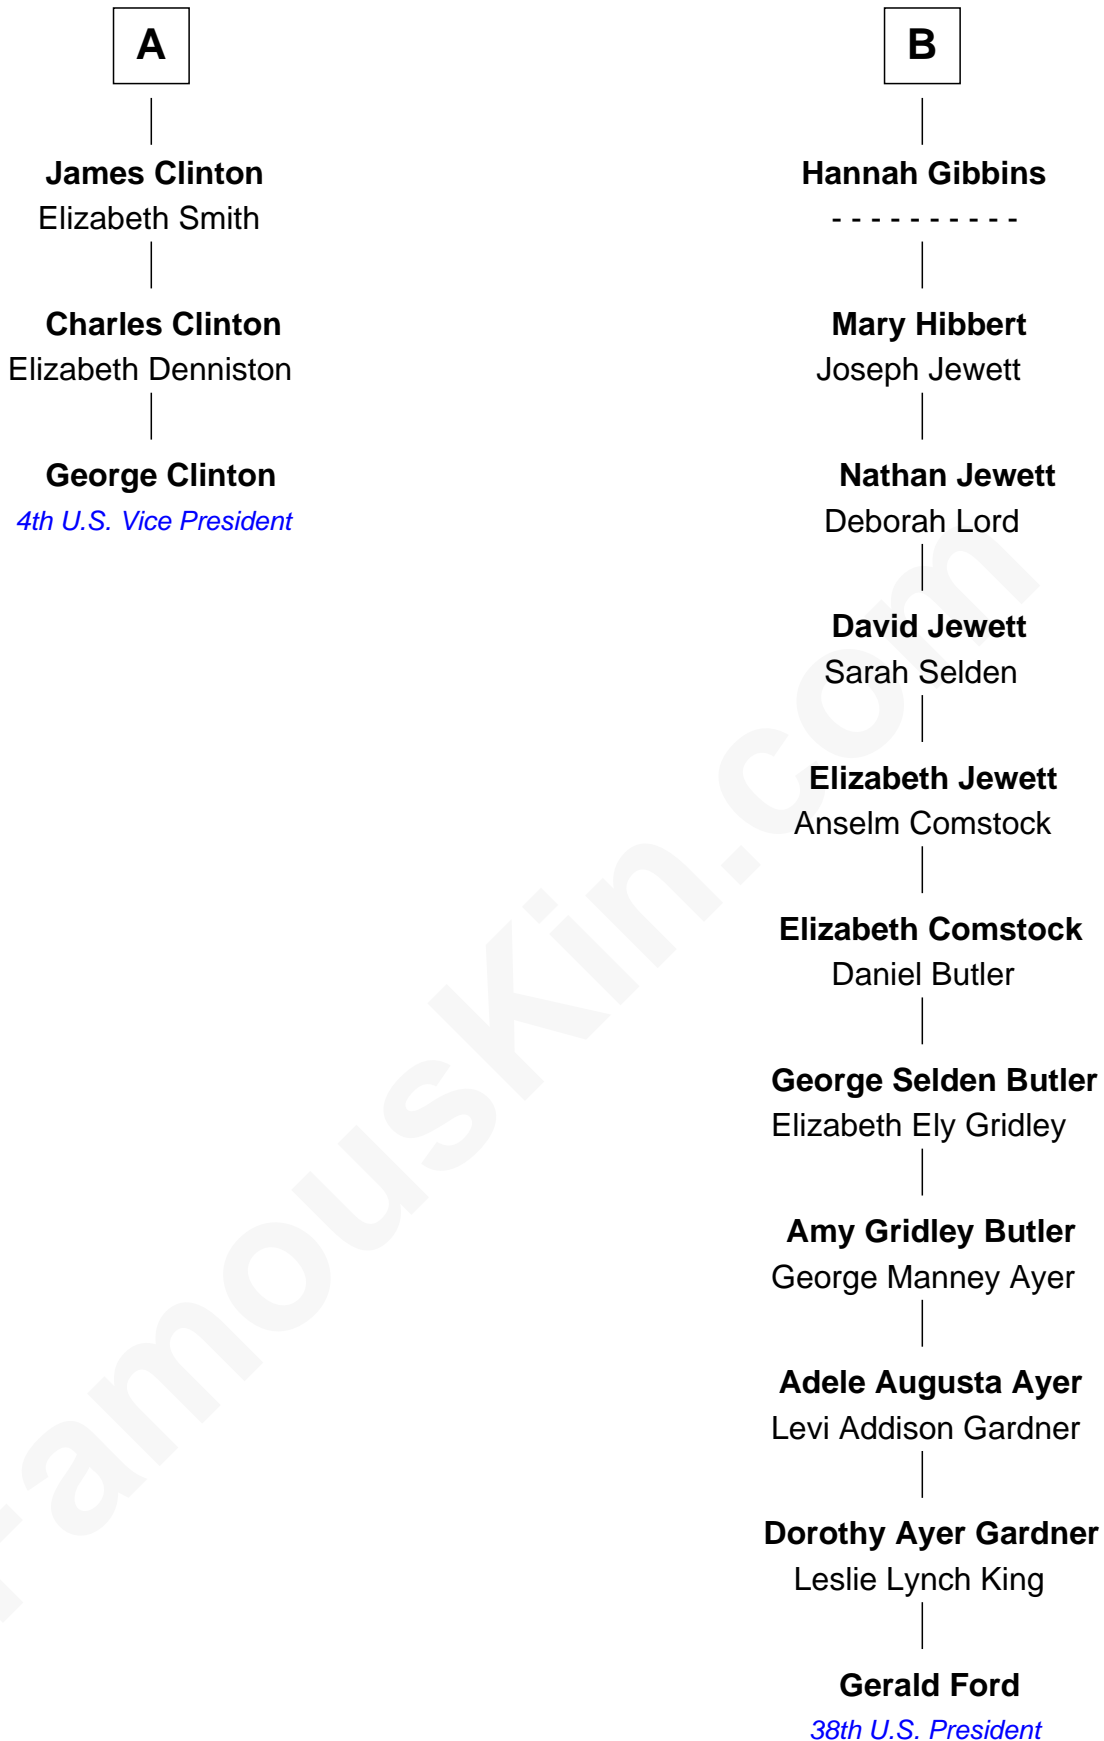 A
James Clinton
Elizabeth Smith
Charles Clinton
Elizabeth Denniston
George Clinton
4th U.S. Vice President
B
Hannah Gibbins
- - - - - - - - - -
Mary Hibbert
Joseph Jewett
Nathan Jewett
Deborah Lord
David Jewett
Sarah Selden
Elizabeth Jewett
Anselm Comstock
Elizabeth Comstock
Daniel Butler
George Selden Butler
Elizabeth Ely Gridley
Amy Gridley Butler
George Manney Ayer
Adele Augusta Ayer
Levi Addison Gardner
Dorothy Ayer Gardner
Leslie Lynch King
Gerald Ford
38th U.S. President
FamousKin.com